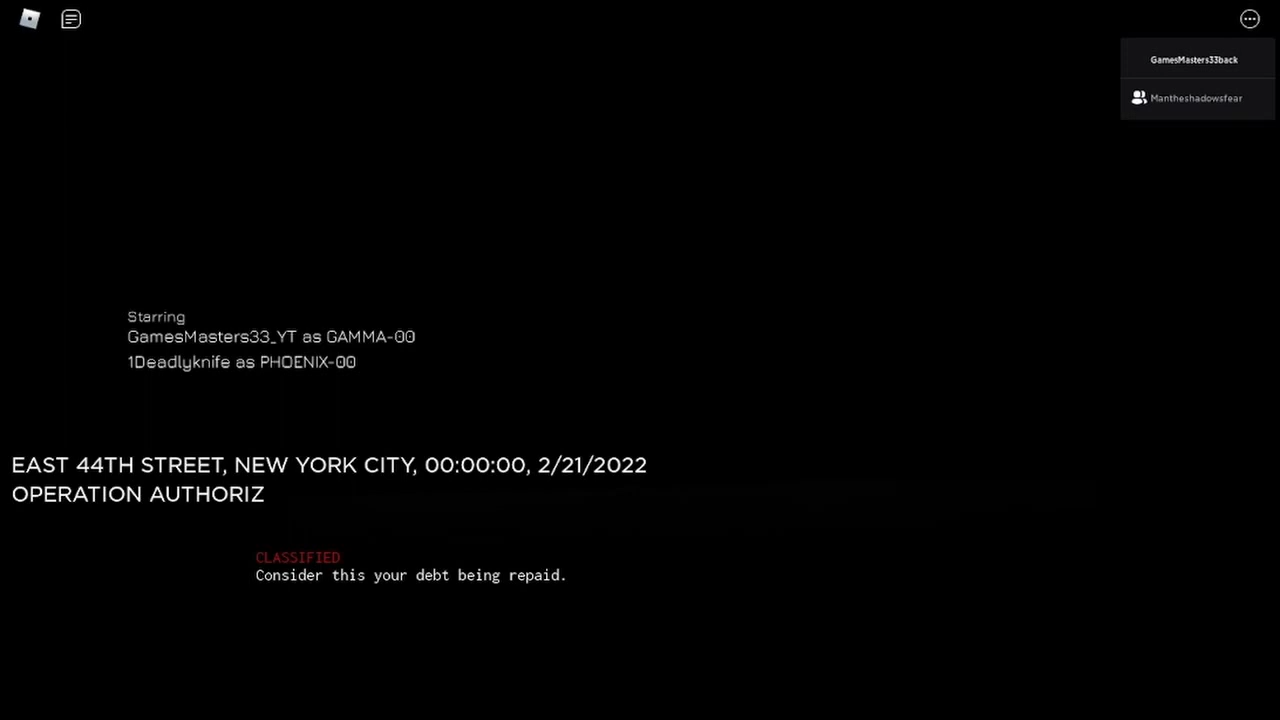 GamesMasters33back
Mantheshadowsfear
Starring
GamesMasters33_YT as GAMMA-00
1Deadlyknife as PHOENIX-00
EAST 44TH STREET, NEW YORK CITY, 00:00:00, 2/21/2022
OPERATION AUTHORIZ
CLASSIFIED
Consider this your debt being repaid.